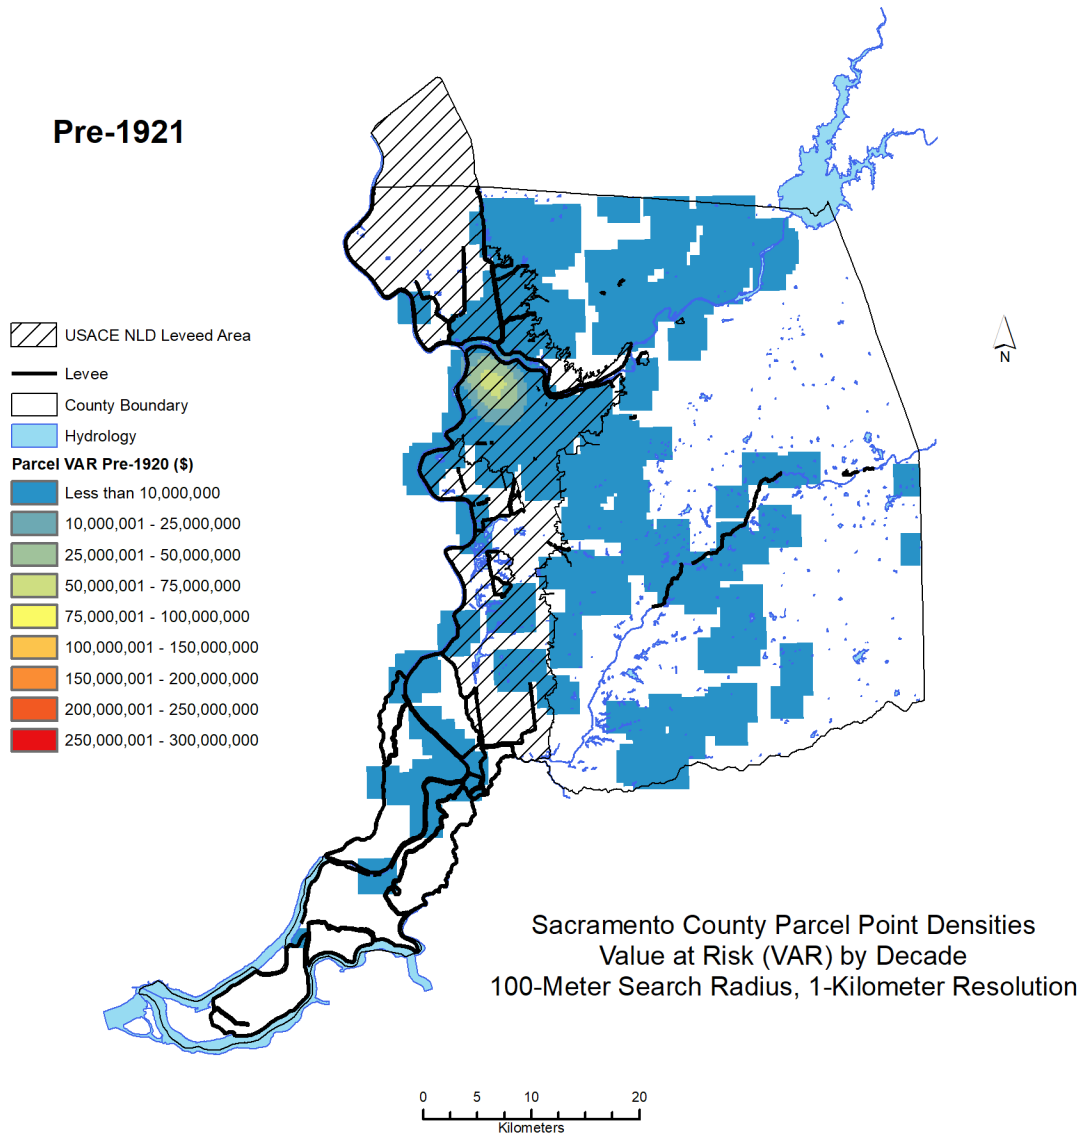 Pre-1921
USACE NLD Leveed Area
Levee
County Boundary
Hydrology
Parcel VAR Pre-1920 ($)
Less than 10,000,000
10,000,001 - 25,000,000
25,000,001 - 50,000,000
50,000,001 - 75,000,000
75,000,001 - 100,000,000
100,000,001 - 150,000,000
150,000,001 - 200,000,000
200,000,001 - 250,000,000
250,000,001 - 300,000,000
N
Sacramento County Parcel Point Densities
Value at Risk (VAR) by Decade
100-Meter Search Radius, 1-Kilometer Resolution
0 5 10 20
Kilometers